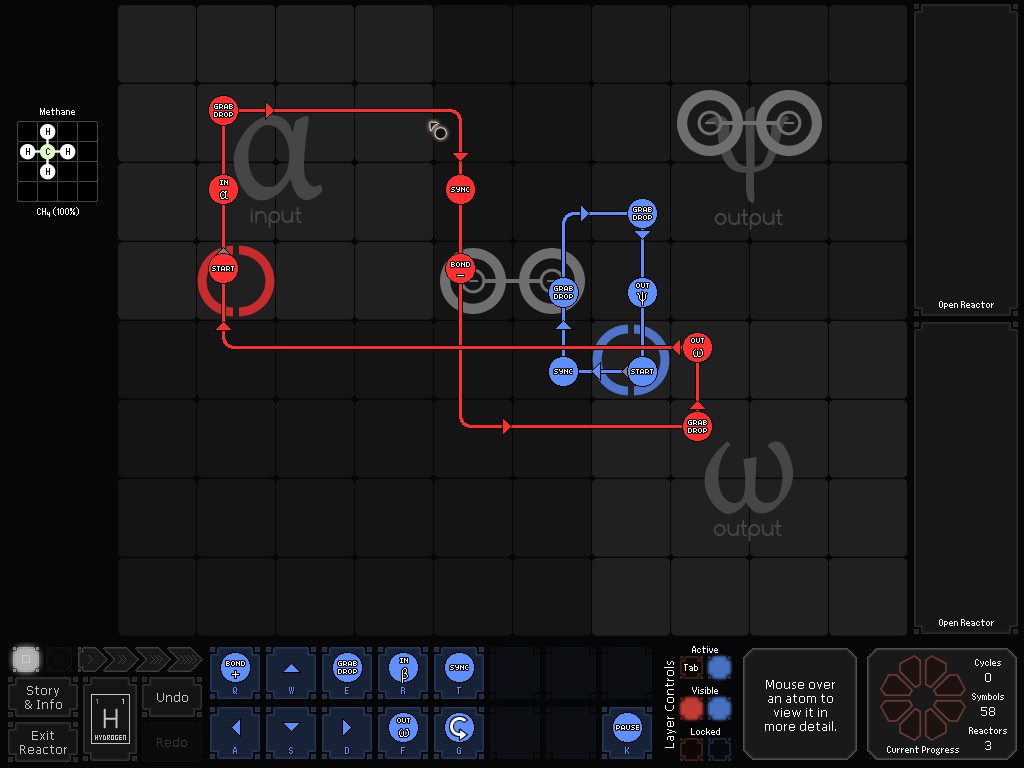 Methane
H
H C H
H
CH4 (100%)
GRAB DROP
IN α
START
SYNC
BOND −
α
input
GRAB DROP
GRAB DROP
OUT ψ
SYNC
START
OUT ω
GRAB DROP
ψ
output
ω
output
Open Reactor
Open Reactor
Story & Info
Exit Reactor
1 1
H
HYDROGEN
Undo
Redo
BOND +
Q
W
GRAB DROP
E
IN β
R
SYNC
T
A
S
D
OUT ω
F
G
PAUSE
K
Layer Controls
Active
Tab
Visible
Locked
Mouse over
an atom to
view it in
more detail.
Current Progress
Cycles
0
Symbols
58
Reactors
3